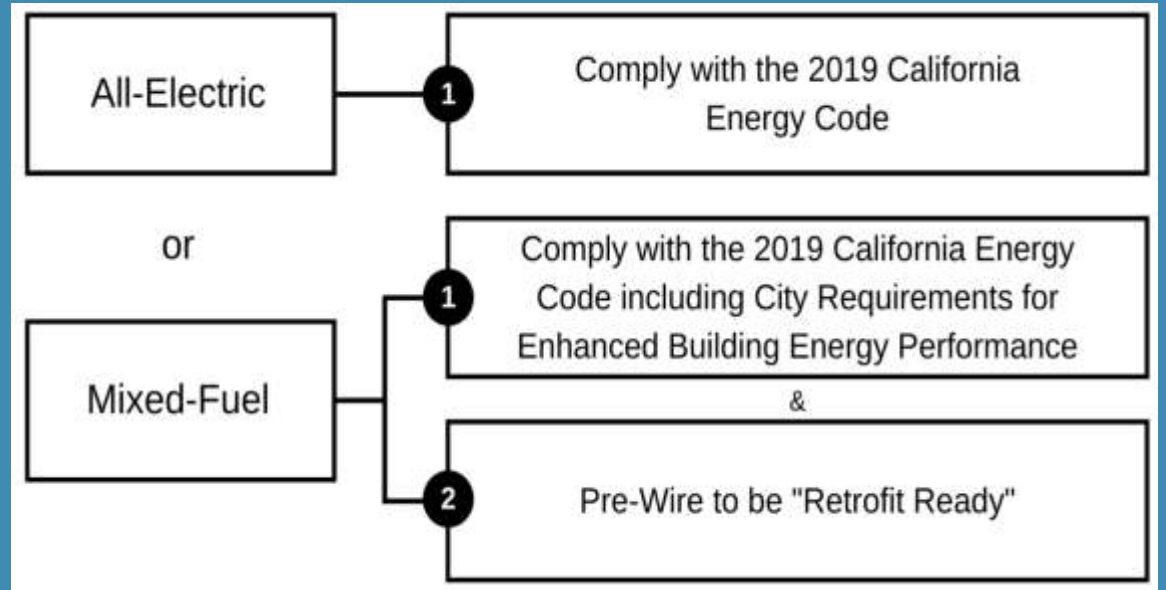 All-Electric
1
Comply with the 2019 California
Energy Code
or
Mixed-Fuel
1
Comply with the 2019 California Energy
Code including City Requirements for
Enhanced Building Energy Performance
&
2
Pre-Wire to be "Retrofit Ready"